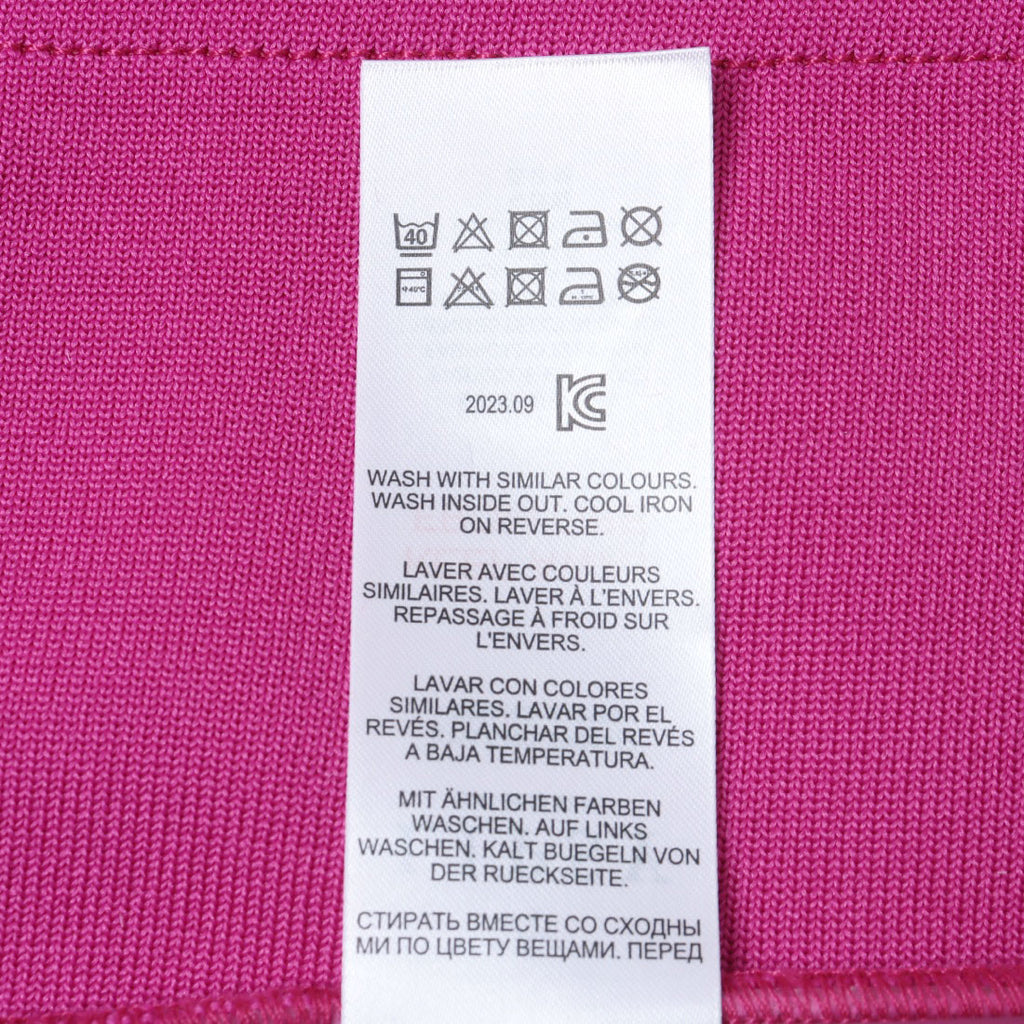 40
2023.09
WASH WITH SIMILAR COLOURS.
WASH INSIDE OUT. COOL IRON
ON REVERSE.
LAVER AVEC COULEURS
SIMILAIRES. LAVER À L'ENVERS.
REPASSAGE À FROID SUR
L'ENVERS.
LAVAR CON COLORES
SIMILARES. LAVAR POR EL
REVÉS. PLANCHAR DEL REVÉS
A BAJA TEMPERATURA.
MIT ÄHNLICHEN FARBEN
WASCHEN. AUF LINKS
WASCHEN. KALT BUEGELN VON
DER RUECKSEITE.
СТИРАТЬ ВМЕСТЕ СО СХОДНЫ
МИ ПО ЦВЕТУ ВЕЩАМИ. ПЕРЕД